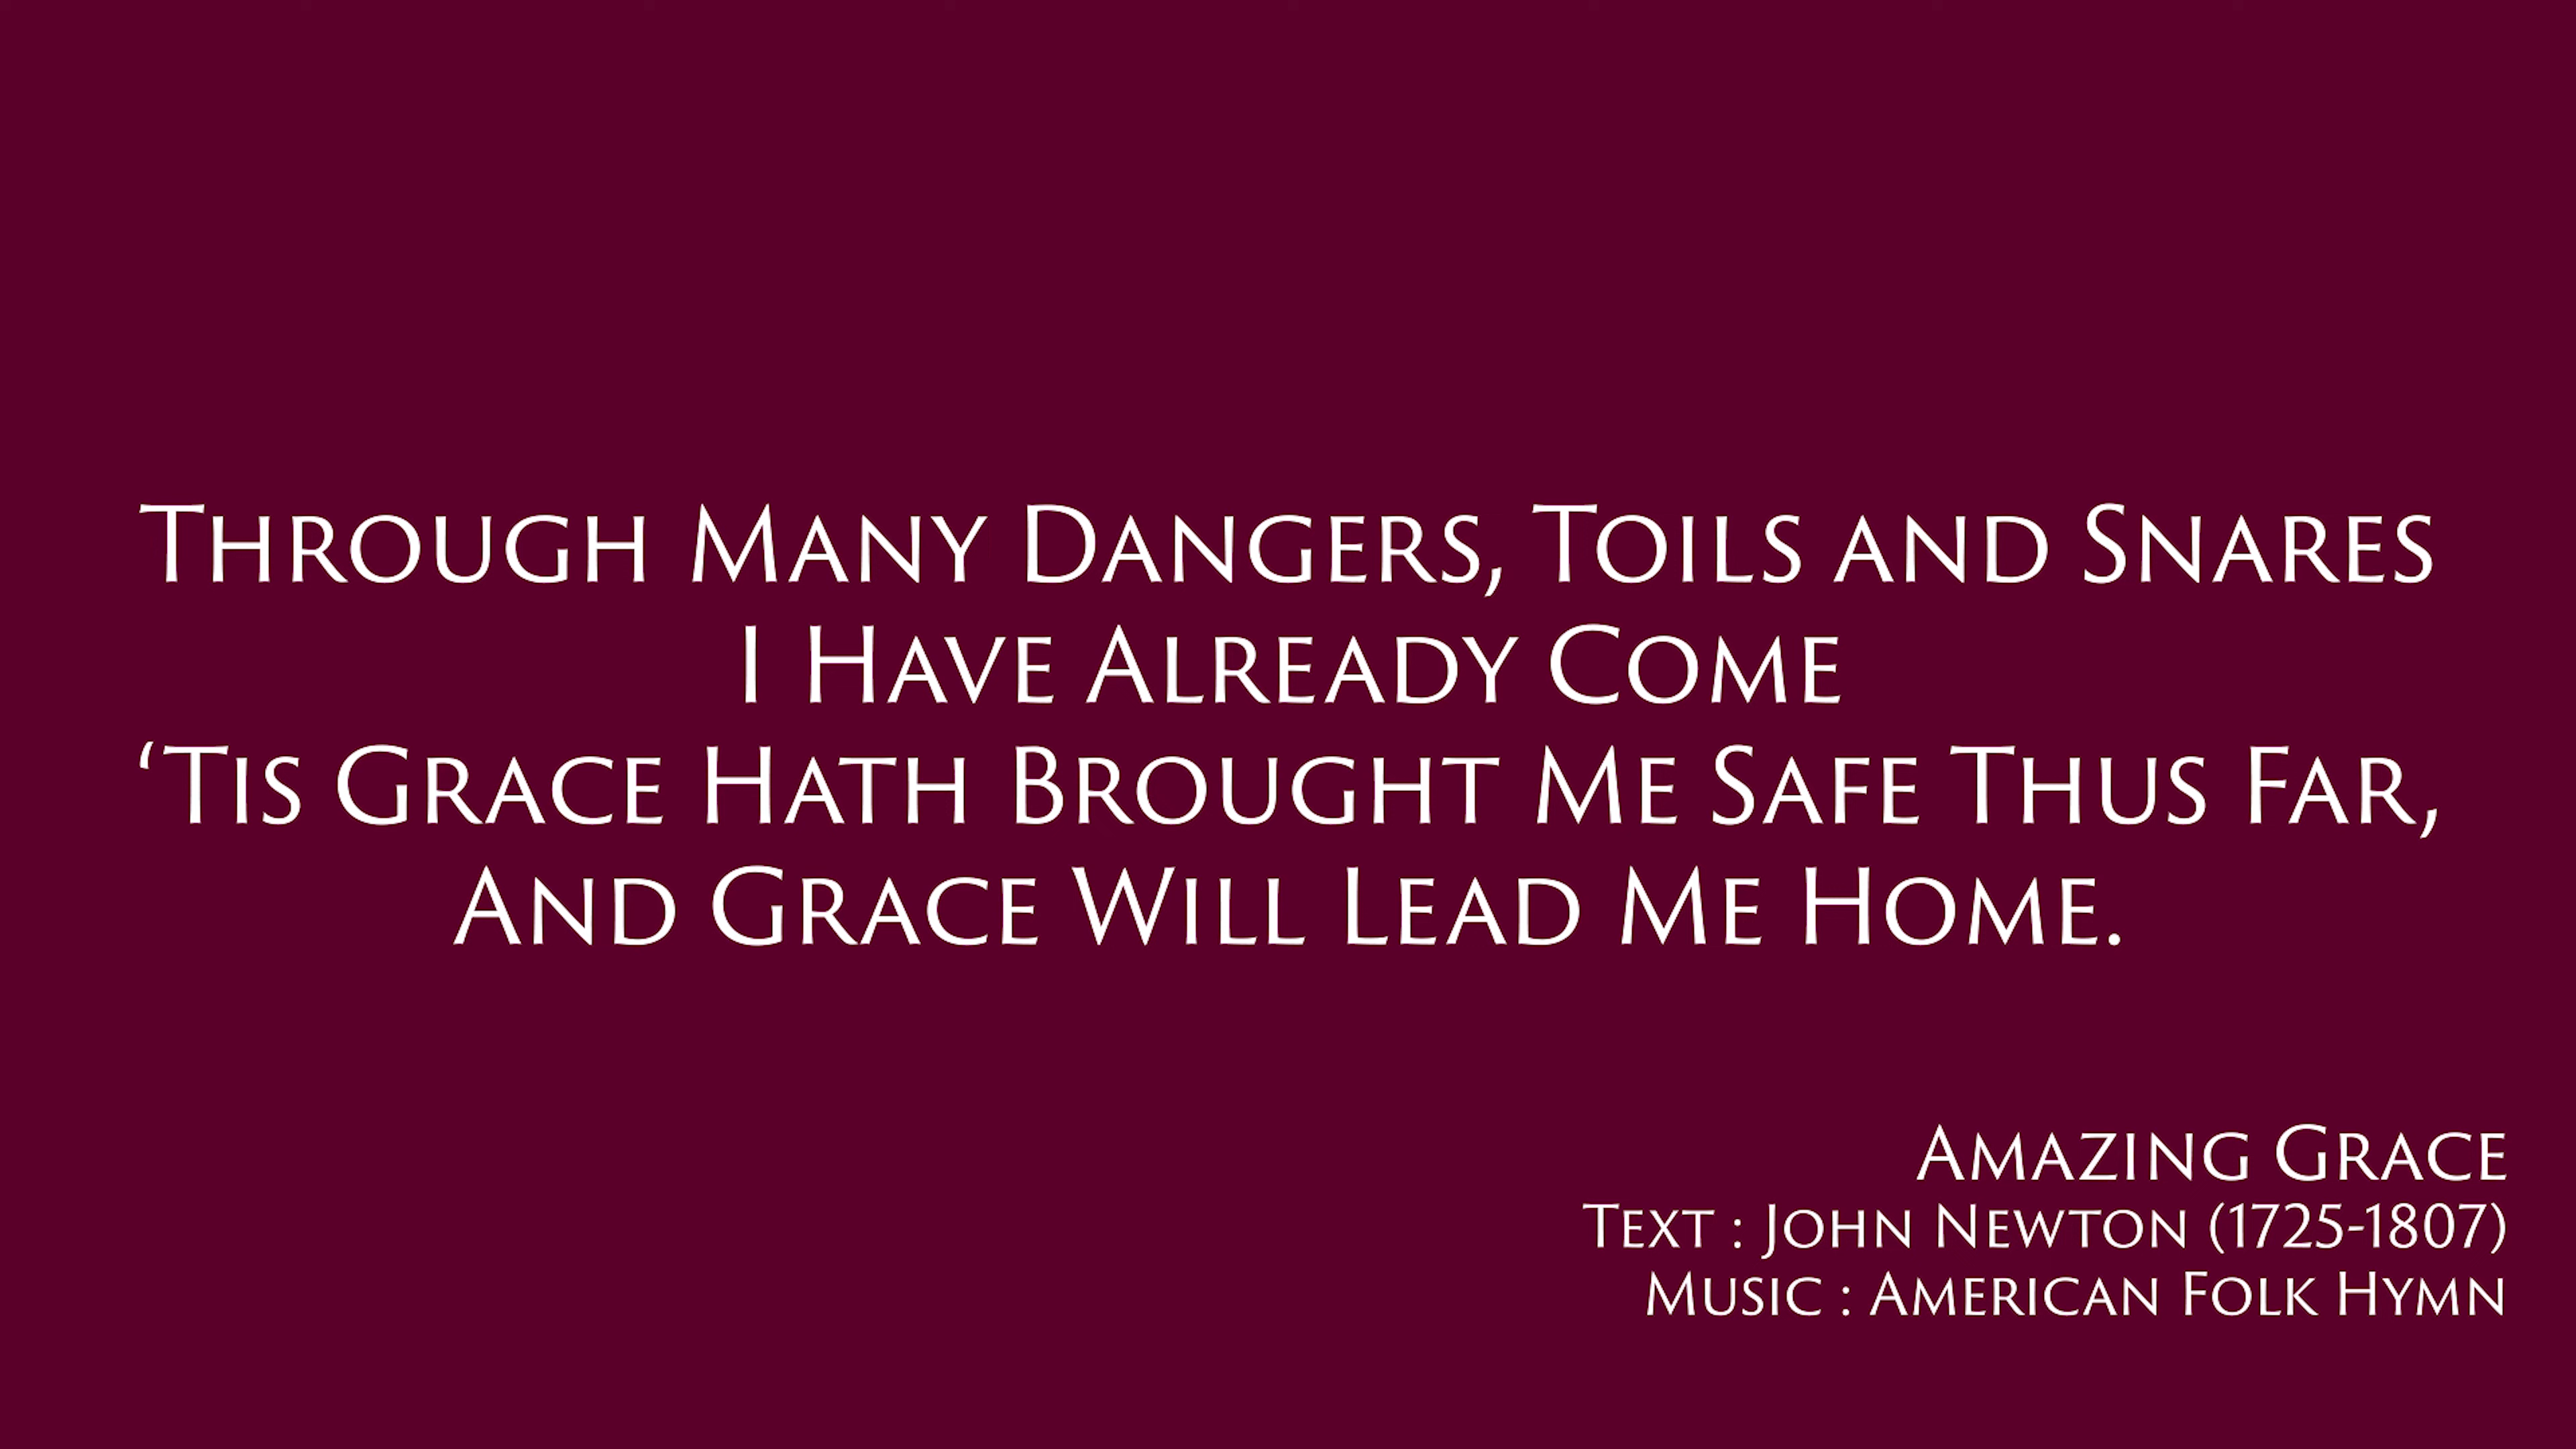 Through Many Dangers, Toils and Snares
I Have Already Come
‘Tis Grace Hath Brought Me Safe Thus Far,
And Grace Will Lead Me Home.
Amazing Grace
Text : John Newton (1725-1807)
Music : American Folk Hymn